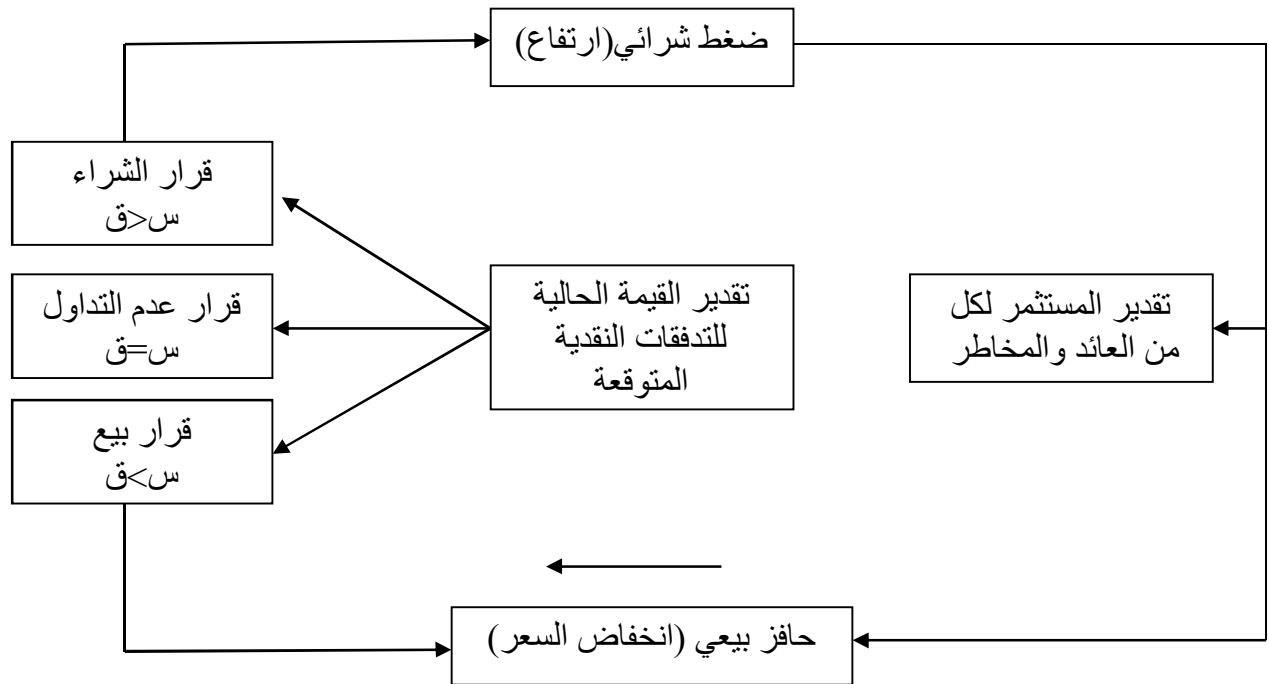 ضغط شرائي(ارتفاع)
قرار الشراء
س<ق
قرار عدم التداول
س=ق
قرار بيع
س>ق
تقدير القيمة الحالية
للتدفقات النقدية
المتوقعة
تقدير المستثمر لكل
من العائد والمخاطر
حافز بيعي (انخفاض السعر)